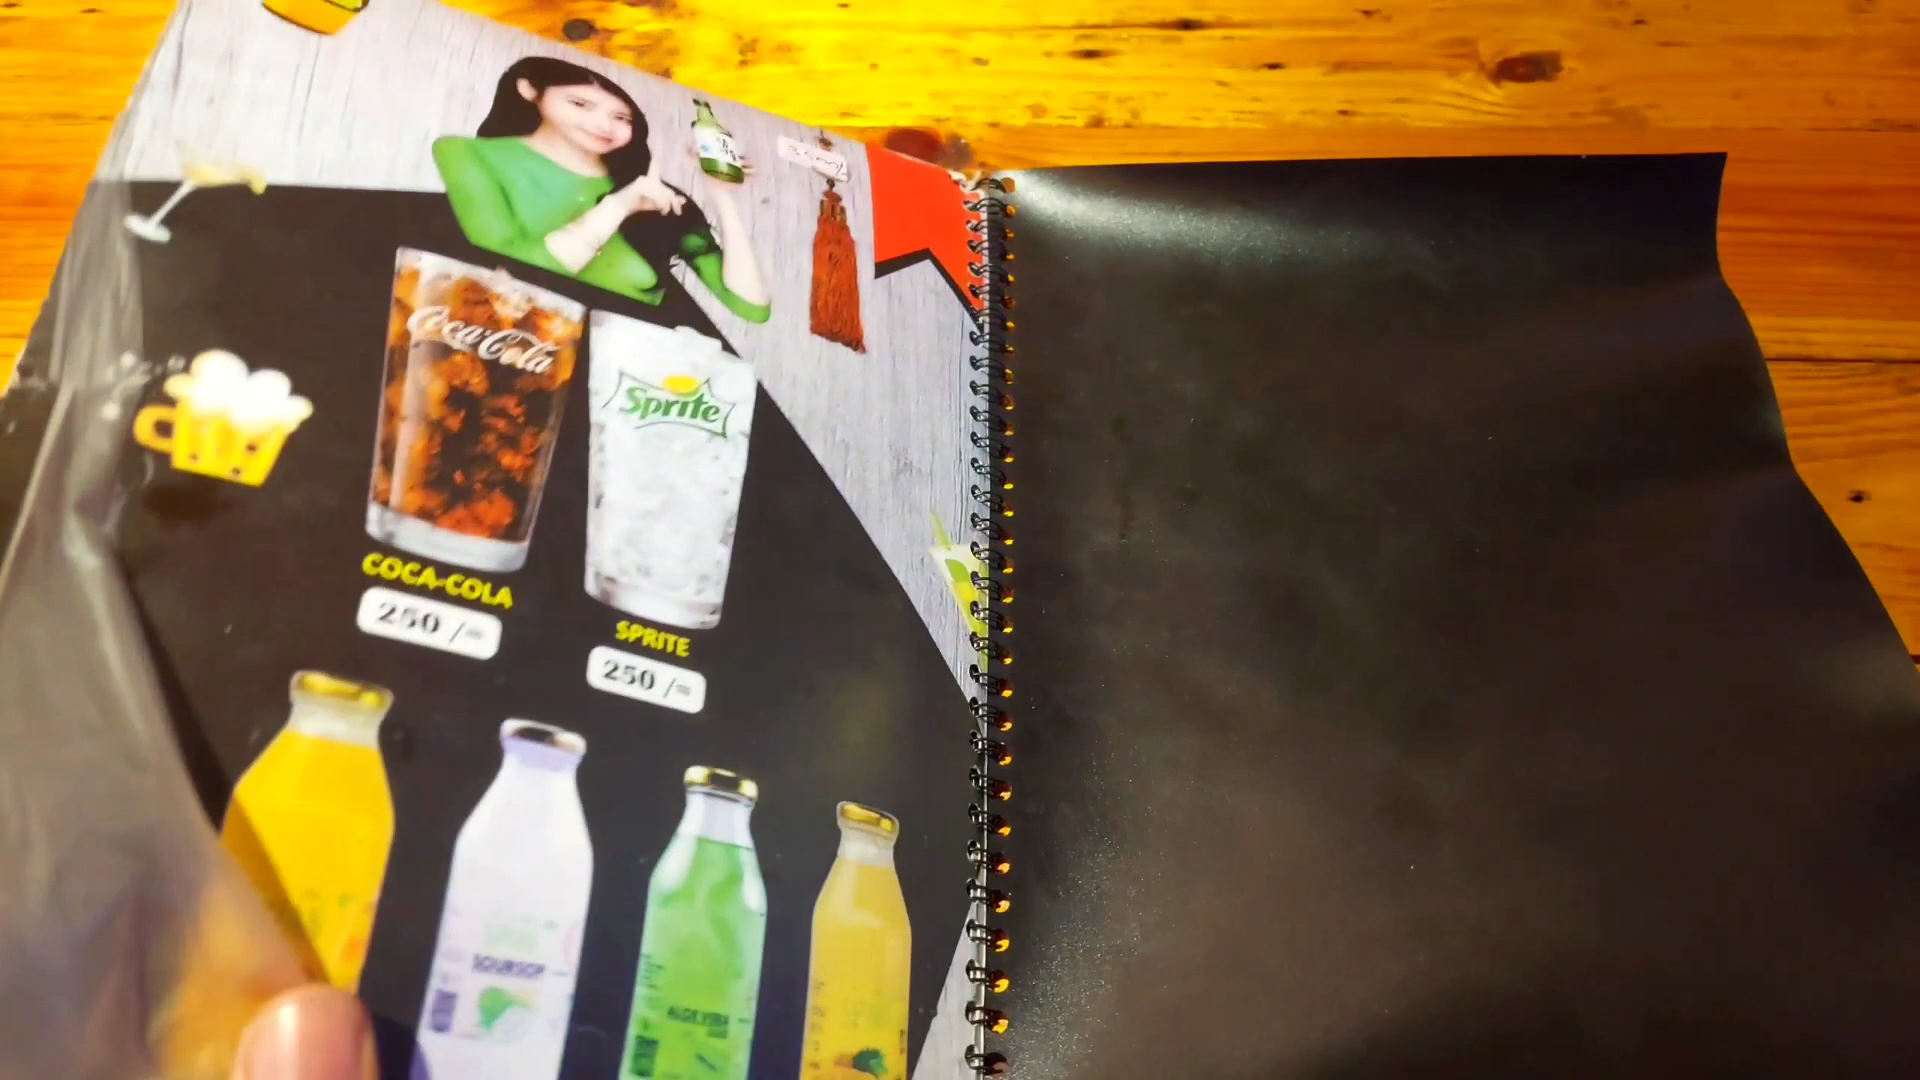 Coca-Cola
Sprite
COCA-COLA
250 /=
SPRITE
250 /=
SOURSOP
ALOE VERA